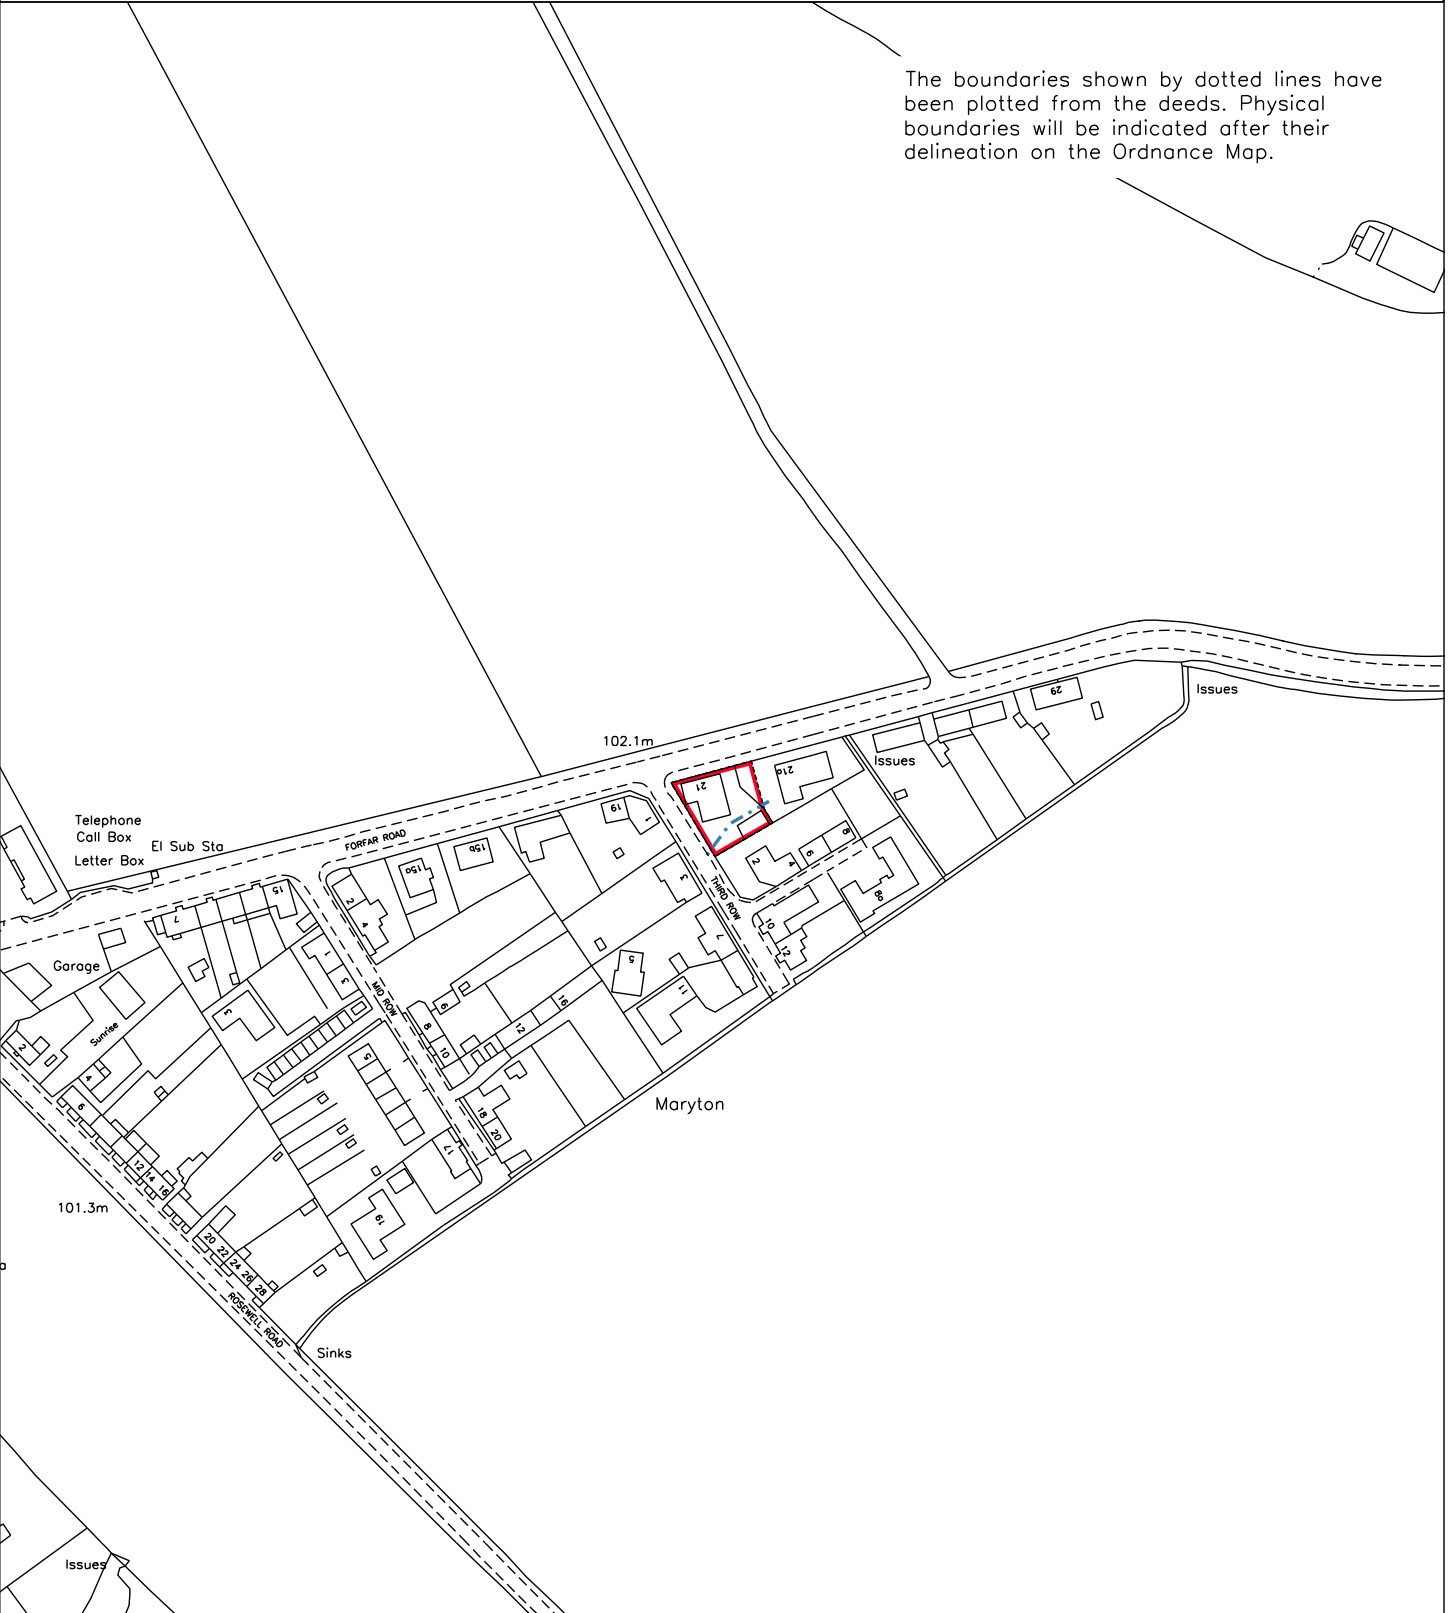 The boundaries shown by dotted lines have
been plotted from the deeds. Physical
boundaries will be indicated after their
delineation on the Ordnance Map.
Issues
29
102.1m
Issues
21
21a
19
1
Telephone
Call Box
Letter Box
El Sub Sta
FORFAR ROAD
15b
15a
15
7
2
4
3
2
4
6
8
8a
THIRD ROW
10
12
7
5
11
Garage
1
3
MID ROW
6
8
10
12
16
3
5
Sunrise
2
4
6
18
20
17
Maryton
12
14
16
101.3m
19
20
22
24
26
28
ROSEWELL ROAD
a
Sinks
Issues